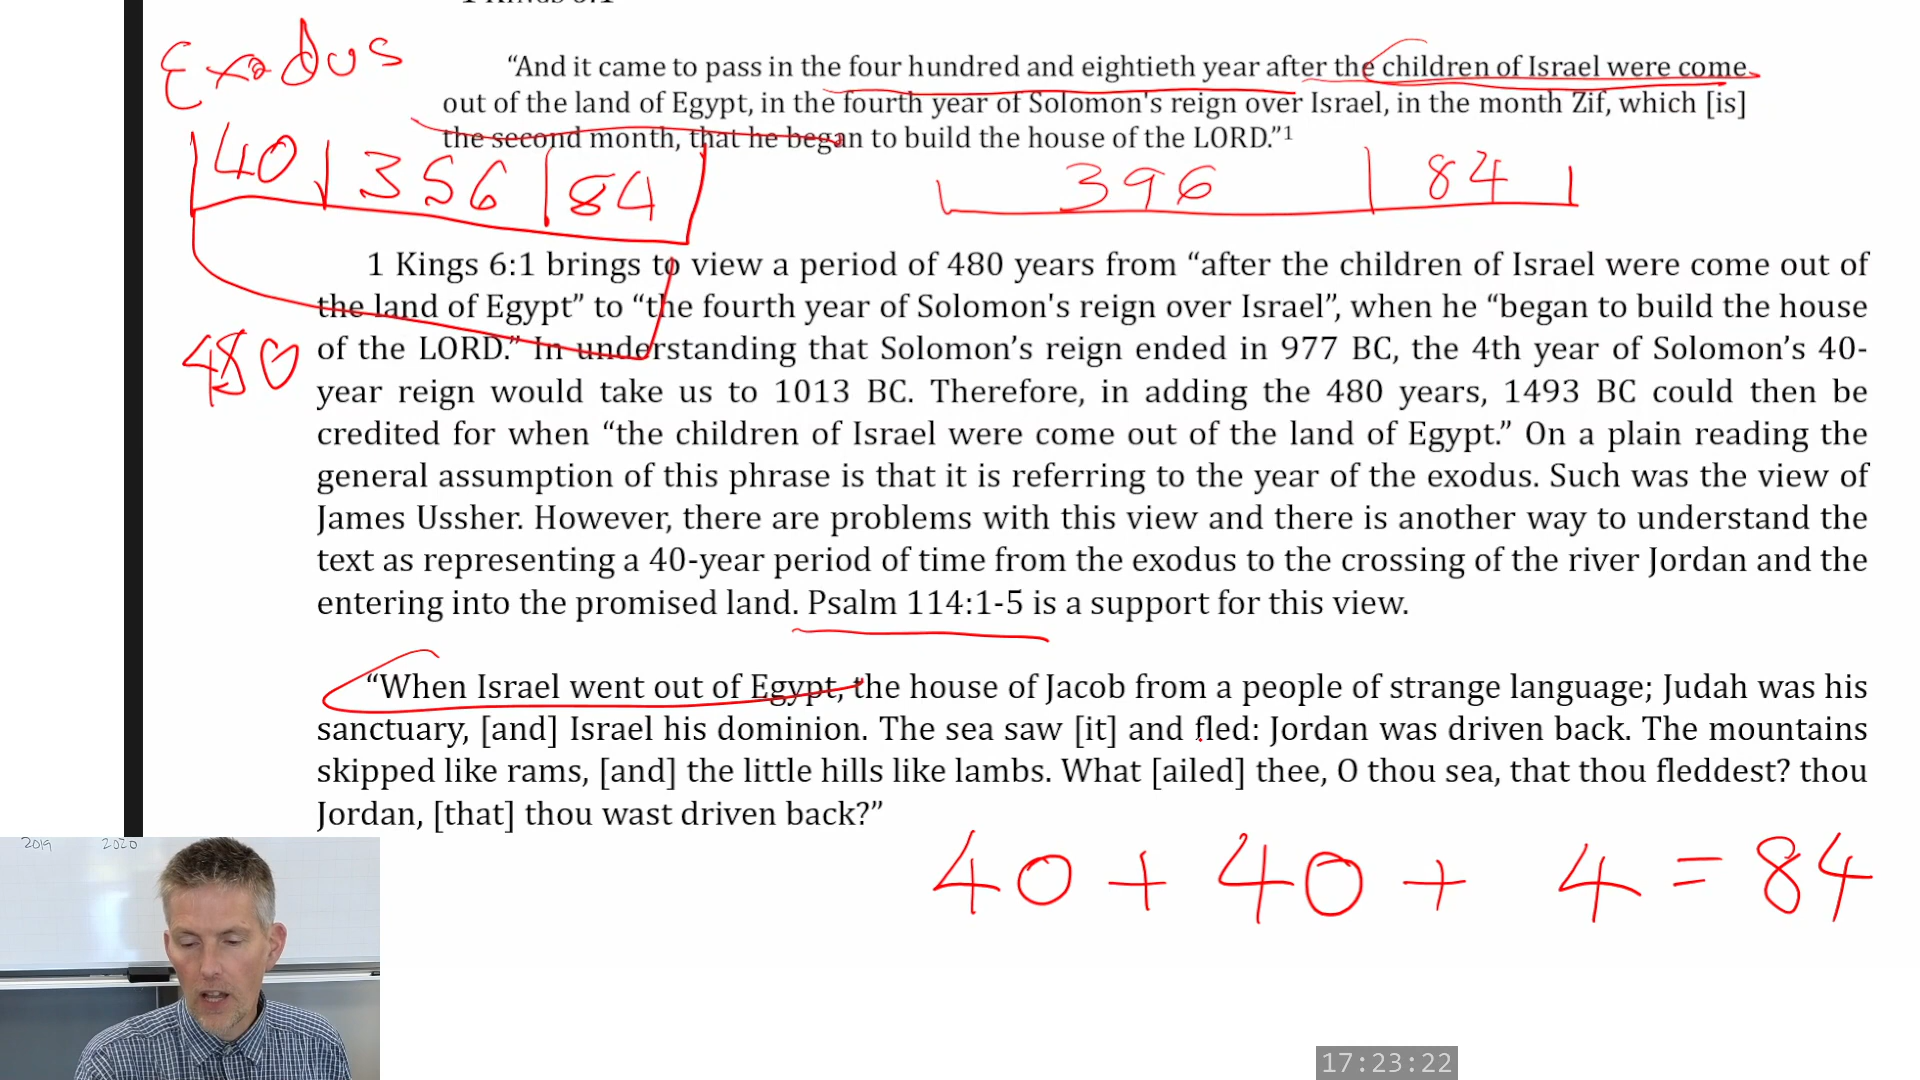 Exodus
“And it came to pass in the four hundred and eightieth year after the children of Israel were come
out of the land of Egypt, in the fourth year of Solomon's reign over Israel, in the month Zif, which [is]
the second month, that he began to build the house of the LORD.”1
40 356 84
396 84
1 Kings 6:1 brings to view a period of 480 years from “after the children of Israel were come out of
the land of Egypt” to “the fourth year of Solomon's reign over Israel”, when he “began to build the house
of the LORD.” In understanding that Solomon’s reign ended in 977 BC, the 4th year of Solomon’s 40-
year reign would take us to 1013 BC. Therefore, in adding the 480 years, 1493 BC could then be
credited for when “the children of Israel were come out of the land of Egypt.” On a plain reading the
general assumption of this phrase is that it is referring to the year of the exodus. Such was the view of
James Ussher. However, there are problems with this view and there is another way to understand the
text as representing a 40-year period of time from the exodus to the crossing of the river Jordan and the
entering into the promised land. Psalm 114:1-5 is a support for this view.
480
“When Israel went out of Egypt, the house of Jacob from a people of strange language; Judah was his
sanctuary, [and] Israel his dominion. The sea saw [it] and fled: Jordan was driven back. The mountains
skipped like rams, [and] the little hills like lambs. What [ailed] thee, O thou sea, that thou fleddest? thou
Jordan, [that] thou wast driven back?”
40 + 40 + 4 = 84
2019 2020
17:23:22